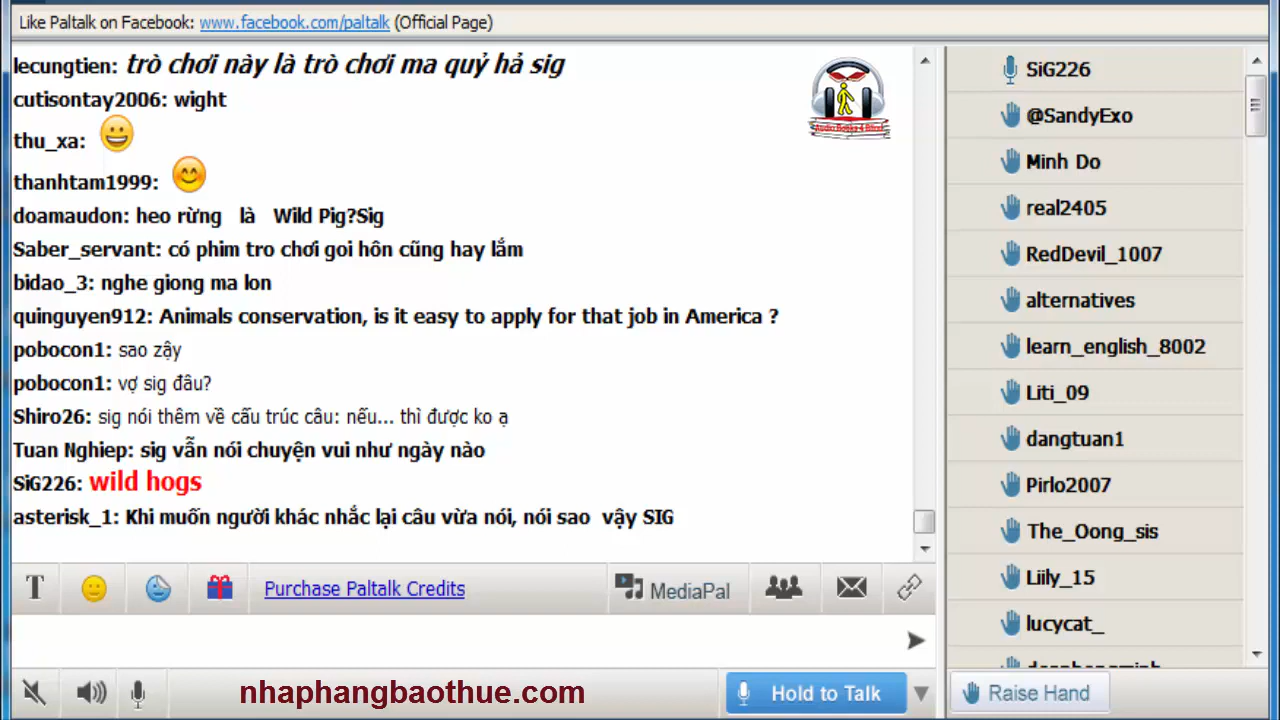 Like Paltalk on Facebook: www.facebook.com/paltalk (Official Page)
lecungtien: trò chơi này là trò chơi ma quỷ hả sig
cutisontay2006: wight
thu_xa:
thanhtam1999:
doamaudon: heo rừng là Wild Pig?Sig
Saber_servant: có phim tro chơi goi hôn cũng hay lắm
bidao_3: nghe giong ma lon
quinguyen912: Animals conservation, is it easy to apply for that job in America ?
pobocon1: sao zậy
pobocon1: vợ sig đâu?
Shiro26: sig nói thêm về cấu trúc câu: nếu... thì được ko ạ
Tuan Nghiep: sig vẫn nói chuyện vui như ngày nào
SiG226: wild hogs
asterisk_1: Khi muốn người khác nhắc lại câu vừa nói, nói sao vậy SIG
Audio Books 4 Blind
T
Purchase Paltalk Credits
MediaPal
nhaphangbaothue.com
Hold to Talk
SiG226
@SandyExo
Minh Do
real2405
RedDevil_1007
alternatives
learn_english_8002
Liti_09
dangtuan1
Pirlo2007
The_Oong_sis
Liily_15
lucycat_
Raise Hand